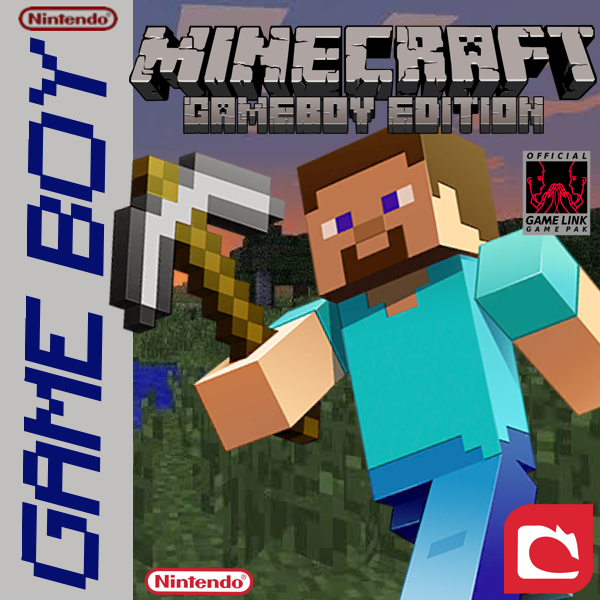 Nintendo®
GAME BOY
MINECRAFT
GAMEBOY EDITION
OFFICIAL
GAME LINK
GAME PAK
Nintendo®